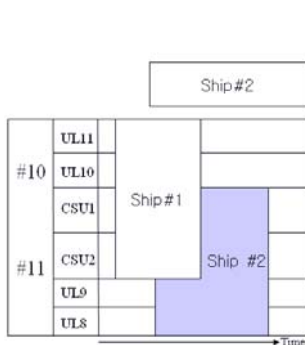 Ship#2
UL11
#10 UL10
CSU1 Ship#1
#11 CSU2 Ship #2
UL9
UL8
Time